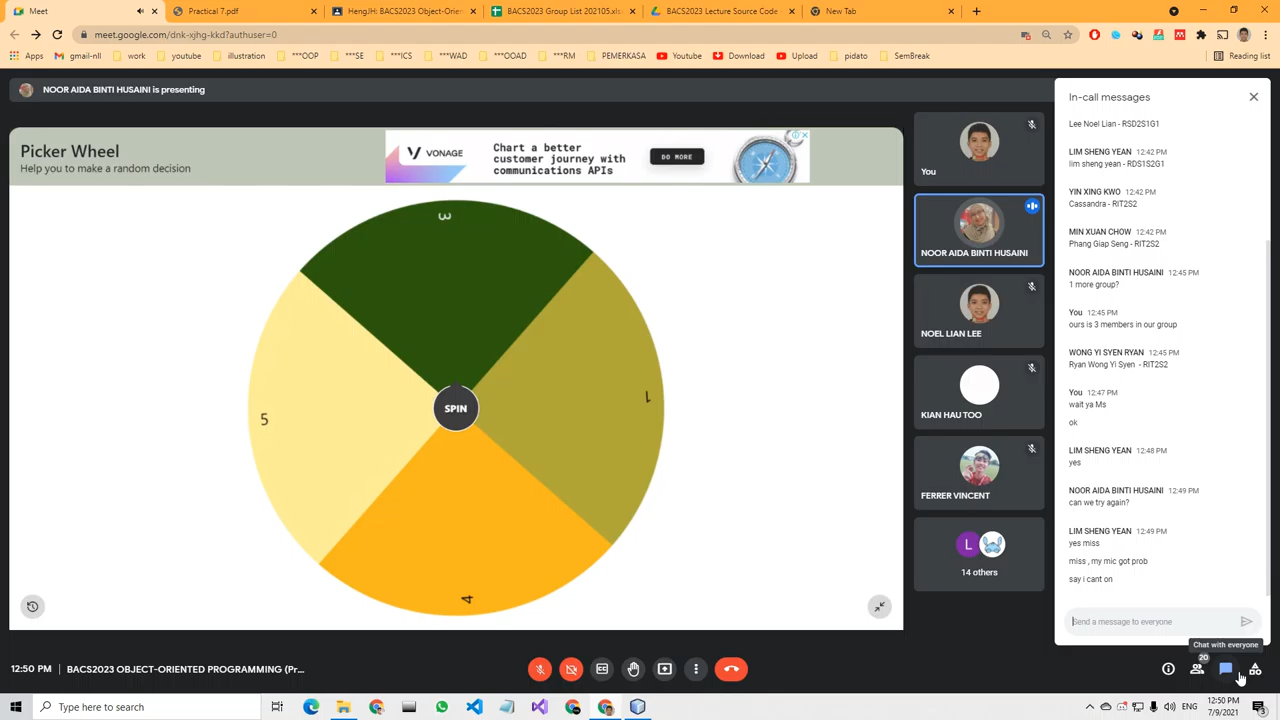 Meet
Practical 7.pdf
HengJH: BACS2023 Object-Orien
BACS2023 Group List 202105.xls
BACS2023 Lecture Source Code -
New Tab
meet.google.com/dnk-xjhg-kkd?authuser=0
Apps
gmail-nll
work
youtube
illustration
***OOP
***SE
***ICS
***WAD
***OOAD
***RM
PEMERKASA
Youtube
Download
Upload
pidato
SemBreak
Reading list
NOOR AIDA BINTI HUSAINI is presenting
Picker Wheel
Help you to make a random decision
VONAGE
Chart a better
customer journey with
communications APIs
DO MORE
3
1
5
4
SPIN
You
NOOR AIDA BINTI HUSAINI
NOEL LIAN LEE
KIAN HAU TOO
FERRER VINCENT
L
14 others
In-call messages
Lee Noel Lian - RSD2S1G1
LIM SHENG YEAN 12:42 PM
lim sheng yean - RDS1S2G1
YIN XING KWO 12:42 PM
Cassandra - RIT2S2
MIN XUAN CHOW 12:42 PM
Phang Giap Seng - RIT2S2
NOOR AIDA BINTI HUSAINI 12:45 PM
1 more group?
You 12:45 PM
ours is 3 members in our group
WONG YI SYEN RYAN 12:45 PM
Ryan Wong Yi Syen - RIT2S2
You 12:47 PM
wait ya Ms
ok
LIM SHENG YEAN 12:48 PM
yes
NOOR AIDA BINTI HUSAINI 12:49 PM
can we try again?
LIM SHENG YEAN 12:49 PM
yes miss
miss , my mic got prob
say i cant on
Send a message to everyone
Chat with everyone
20
12:50 PM | BACS2023 OBJECT-ORIENTED PROGRAMMING (Pr...
Type here to search
ENG
12:50 PM
7/9/2021
3